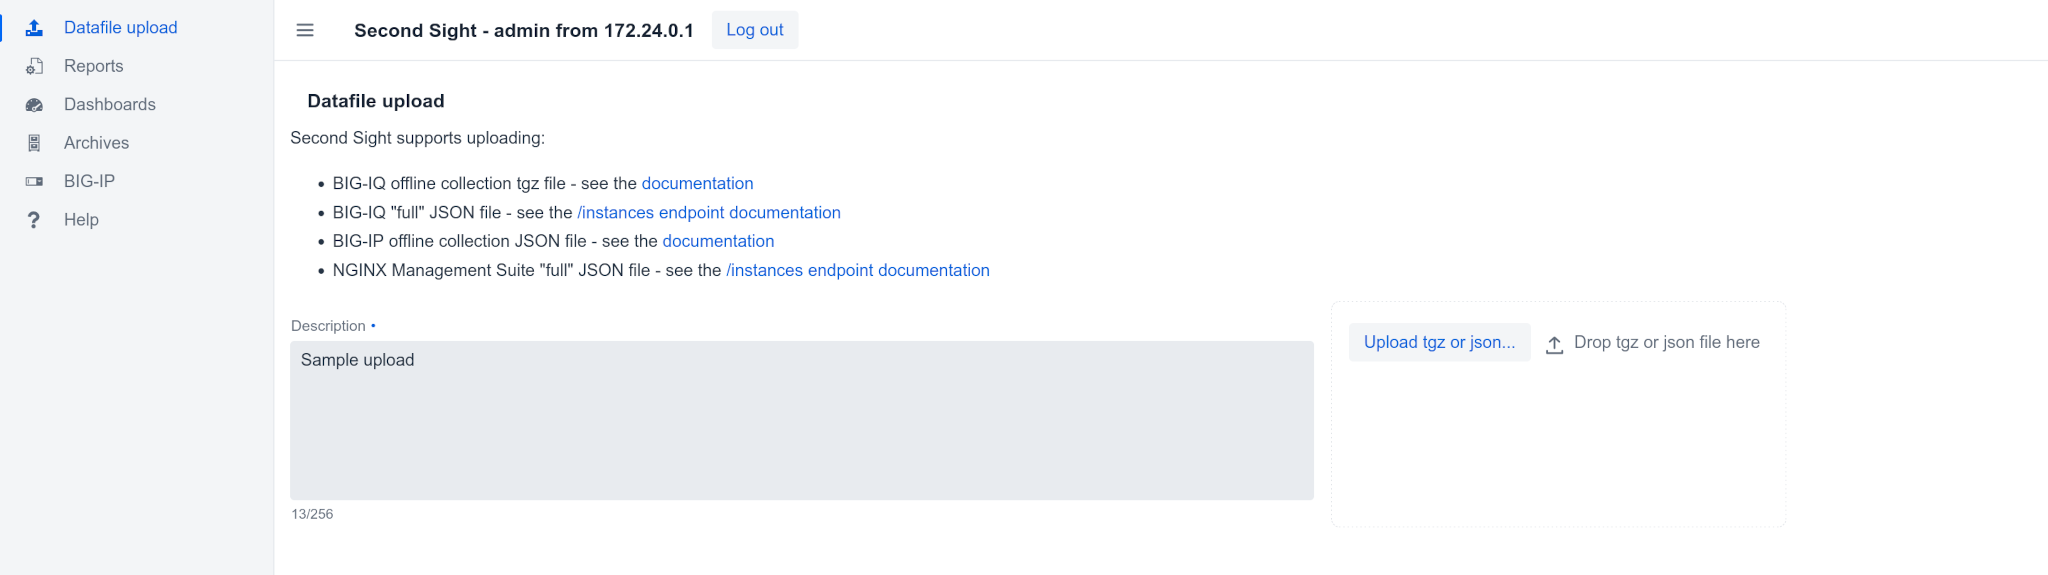 Datafile upload
Reports
Dashboards
Archives
BIG-IP
Help
Second Sight - admin from 172.24.0.1
Log out
Datafile upload
Second Sight supports uploading:
• BIG-IQ offline collection tgz file - see the documentation
• BIG-IQ "full" JSON file - see the /instances endpoint documentation
• BIG-IP offline collection JSON file - see the documentation
• NGINX Management Suite "full" JSON file - see the /instances endpoint documentation
Description •
Sample upload
13/256
Upload tgz or json...
Drop tgz or json file here